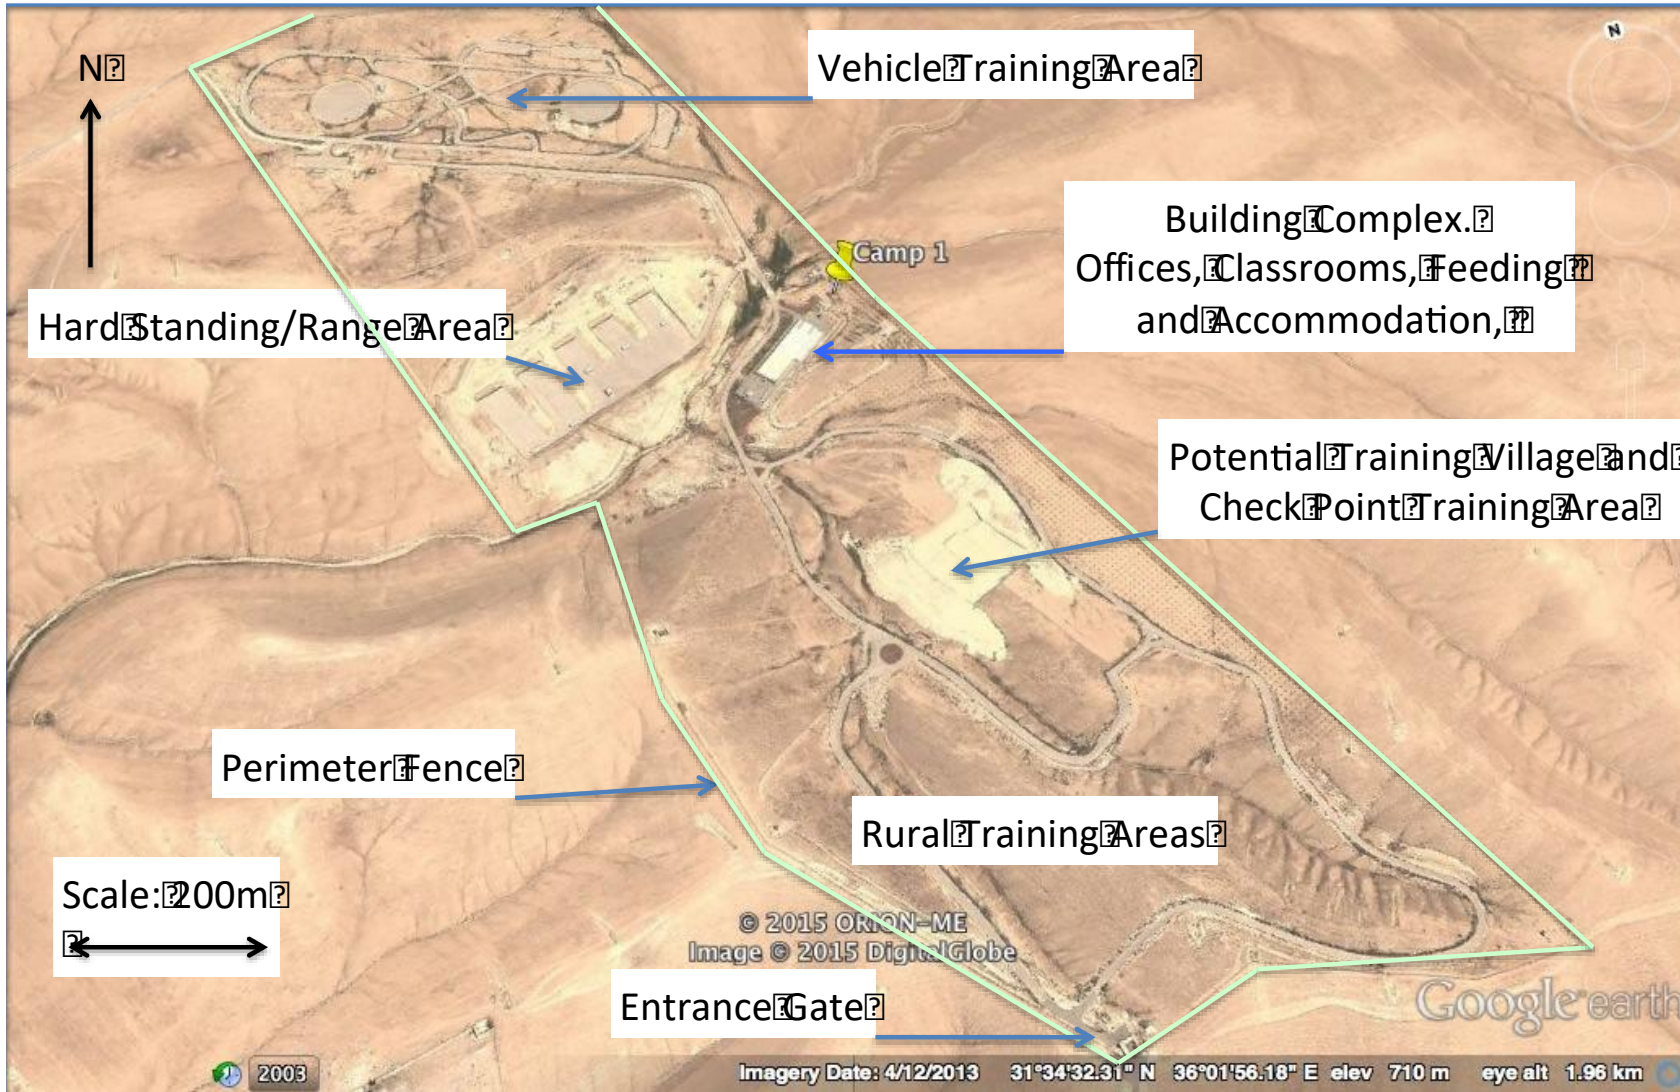 N
Vehicle Training Area
Building Complex.
Offices, Classrooms, Feeding
and Accommodation,
Camp 1
Hard Standing/Range Area
Potential Training Village and
Check Point Training Area
Perimeter Fence
Rural Training Areas
Scale: 200m
© 2015 ORION-ME
Image © 2015 DigitalGlobe
Entrance Gate
Google earth
2003
Imagery Date: 4/12/2013 31°34'32.31" N 36°01'56.18" E elev 710 m eye alt 1.96 km
N